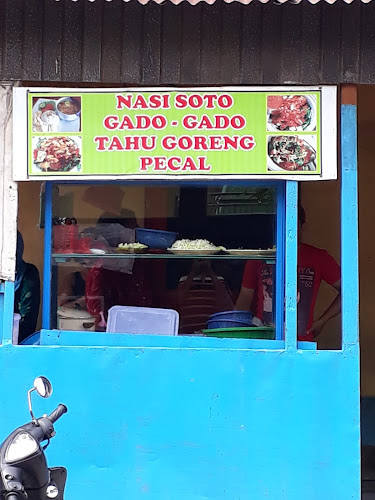 NASI SOTO
GADO - GADO
TAHU GORENG
PECAL